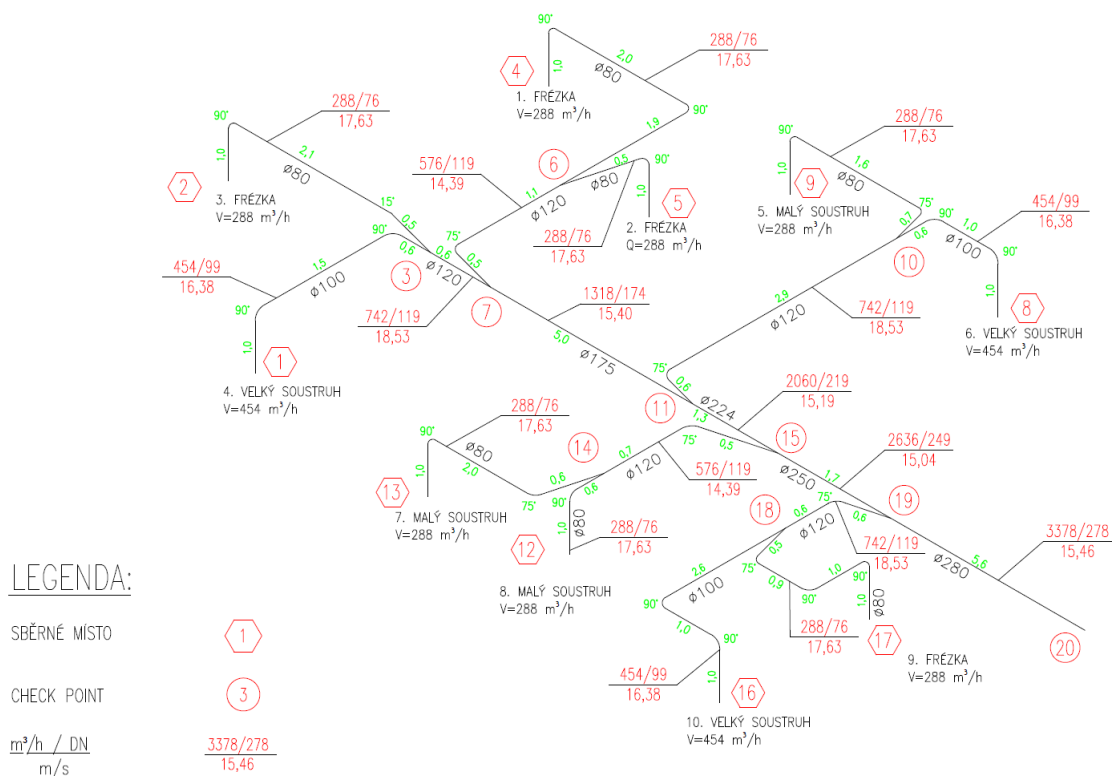 90°
1,0
2,0
ø80
288/76
17,63
4
1. FRÉZKA
V=288 m³/h
90°
1,9
90°
1,0
2,1
ø80
288/76
17,63
2
3. FRÉZKA
V=288 m³/h
15°
0,5
576/119
14,39
1,1
ø120
6
0,5
ø80
90°
1,0
5
2. FRÉZKA
Q=288 m³/h
288/76
17,63
75°
0,5
90°
1,0
1,6
ø80
288/76
17,63
9
5. MALÝ SOUSTRUH
V=288 m³/h
75°
0,7
0,6
90°
1,0
ø100
454/99
16,38
90°
1,0
8
6. VELKÝ SOUSTRUH
V=454 m³/h
10
454/99
16,38
90°
1,5
ø100
90°
0,6
0,6
ø120
3
742/119
18,53
7
90°
1,0
1
4. VELKÝ SOUSTRUH
V=454 m³/h
1318/174
15,40
5,0
ø175
2,9
ø120
742/119
18,53
75°
0,6
11
ø224
1,3
2060/219
15,19
288/76
17,63
90°
ø80
1,0
2,0
13
7. MALÝ SOUSTRUH
V=288 m³/h
14
0,6
75°
0,7
ø120
75°
0,5
15
576/119
14,39
90°
0,6
1,0
ø80
12
288/76
17,63
8. MALÝ SOUSTRUH
V=288 m³/h
2636/249
15,04
1,7
ø250
18
0,6
75°
ø120
0,6
19
742/119
18,53
3378/278
15,46
5,6
ø280
20
2,6
ø100
0,5
75°
0,9
90°
1,0
90°
1,0
ø80
288/76
17,63
17
9. FRÉZKA
V=288 m³/h
90°
1,0
90°
454/99
16,38
1,0
16
10. VELKÝ SOUSTRUH
V=454 m³/h
LEGENDA:
SBĚRNÉ MÍSTO
1
CHECK POINT
3
m³/h / DN
m/s
3378/278
15,46